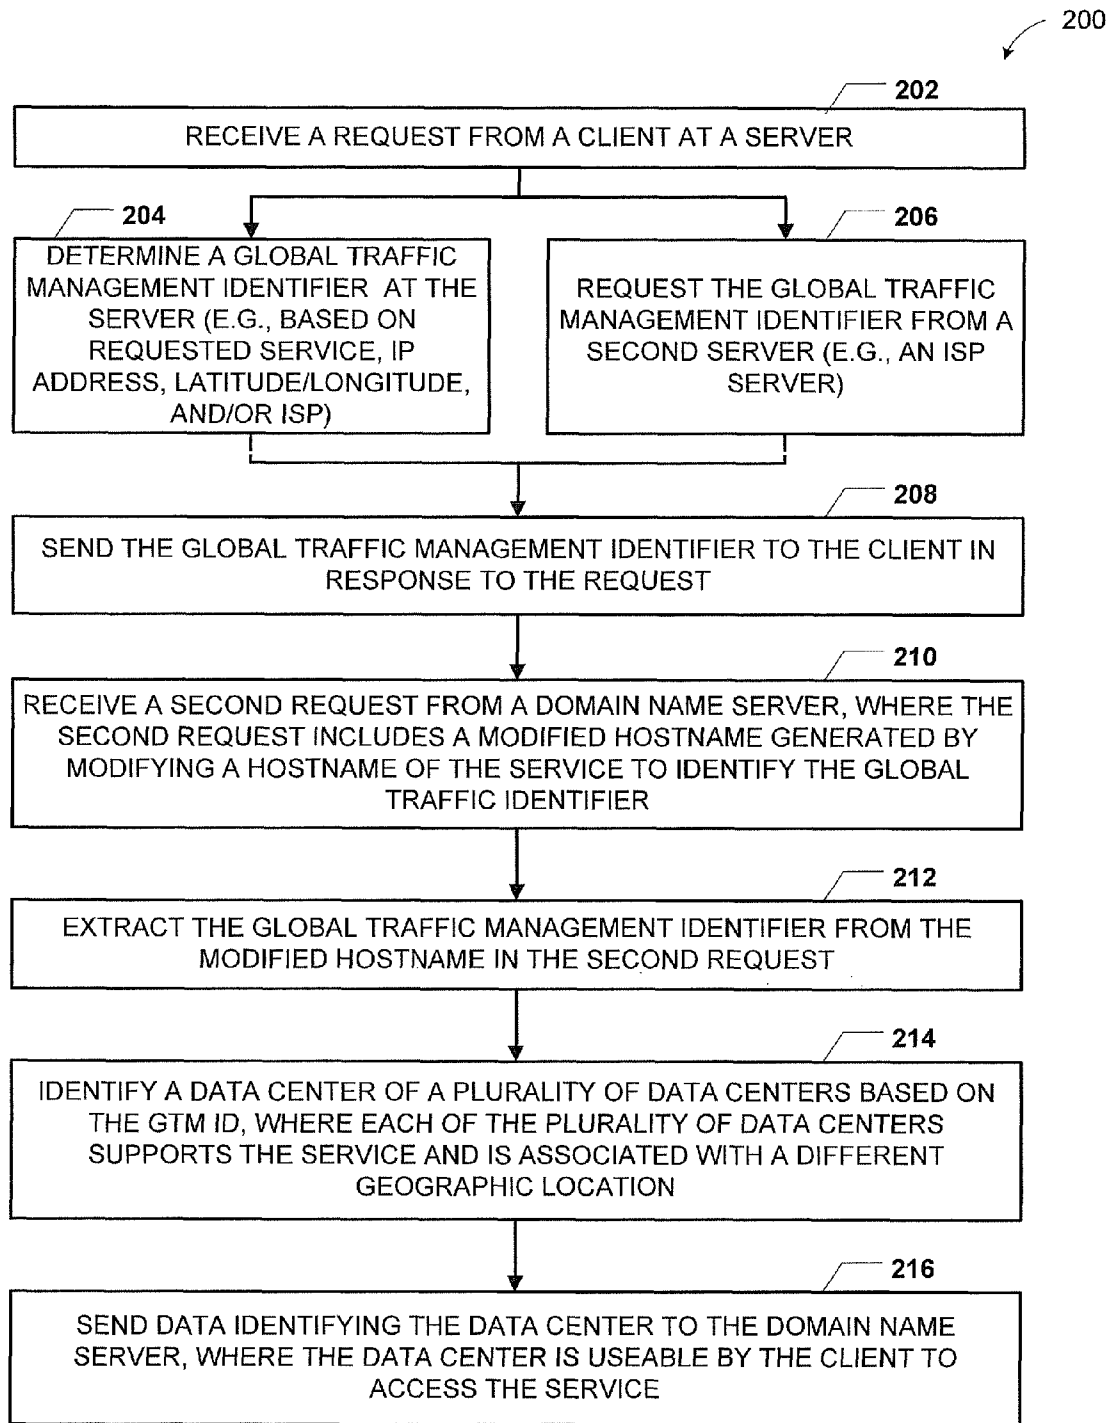 200
202
RECEIVE A REQUEST FROM A CLIENT AT A SERVER
204
DETERMINE A GLOBAL TRAFFIC
MANAGEMENT IDENTIFIER AT THE
SERVER (E.G., BASED ON
REQUESTED SERVICE, IP
ADDRESS, LATITUDE/LONGITUDE,
AND/OR ISP)
206
REQUEST THE GLOBAL TRAFFIC
MANAGEMENT IDENTIFIER FROM A
SECOND SERVER (E.G., AN ISP
SERVER)
208
SEND THE GLOBAL TRAFFIC MANAGEMENT IDENTIFIER TO THE CLIENT IN
RESPONSE TO THE REQUEST
210
RECEIVE A SECOND REQUEST FROM A DOMAIN NAME SERVER, WHERE THE
SECOND REQUEST INCLUDES A MODIFIED HOSTNAME GENERATED BY
MODIFYING A HOSTNAME OF THE SERVICE TO IDENTIFY THE GLOBAL
TRAFFIC IDENTIFIER
212
EXTRACT THE GLOBAL TRAFFIC MANAGEMENT IDENTIFIER FROM THE
MODIFIED HOSTNAME IN THE SECOND REQUEST
214
IDENTIFY A DATA CENTER OF A PLURALITY OF DATA CENTERS BASED ON
THE GTM ID, WHERE EACH OF THE PLURALITY OF DATA CENTERS
SUPPORTS THE SERVICE AND IS ASSOCIATED WITH A DIFFERENT
GEOGRAPHIC LOCATION
216
SEND DATA IDENTIFYING THE DATA CENTER TO THE DOMAIN NAME
SERVER, WHERE THE DATA CENTER IS USEABLE BY THE CLIENT TO
ACCESS THE SERVICE